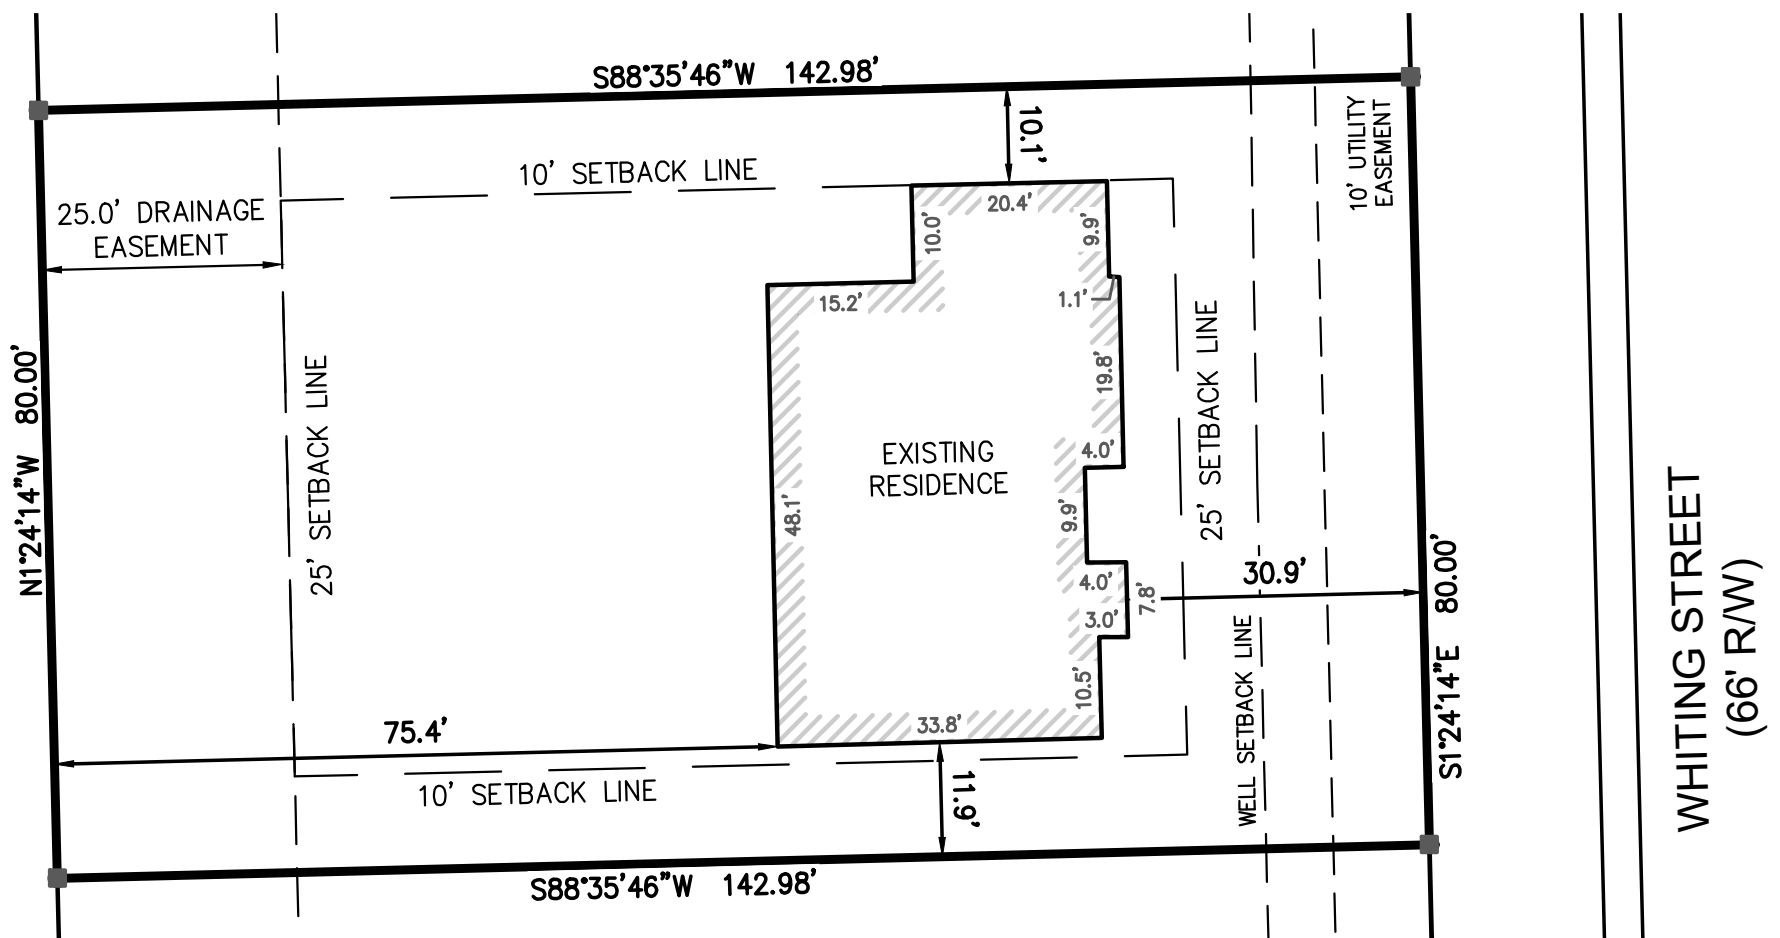 S88°35'46"W 142.98'
10.1'
10' UTILITY
EASEMENT
10' SETBACK LINE
25.0' DRAINAGE
EASEMENT
20.4'
10.0'
9.9'
15.2'
1.1'
N1°24'14"W 80.00'
25' SETBACK LINE
19.8'
25' SETBACK LINE
EXISTING
RESIDENCE
4.0'
48.1'
9.9'
4.0'
7.8'
30.9'
3.0'
S1°24'14"E 80.00'
WHITING STREET
(66' R/W)
WELL SETBACK LINE
10.5'
33.8'
75.4'
10' SETBACK LINE
11.9'
S88°35'46"W 142.98'